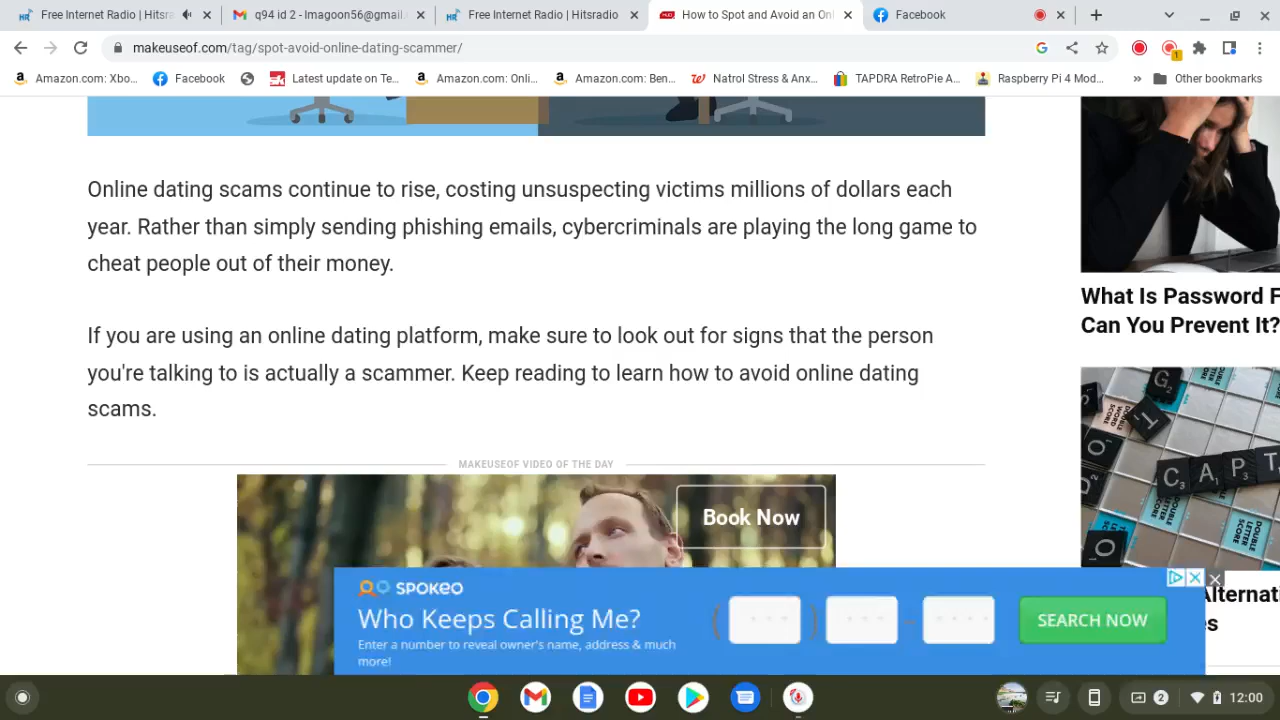 Free Internet Radio | Hitsra
q94 id 2 - lmagoon56@gmai
Free Internet Radio | Hitsradio
How to Spot and Avoid an Onl
Facebook
makeuseof.com/tag/spot-avoid-online-dating-scammer/
Amazon.com: Xbo...
Facebook
Latest update on Te...
Amazon.com: Onli...
Amazon.com: Ben...
Natrol Stress & Anx...
TAPDRA RetroPie A...
Raspberry Pi 4 Mod...
Other bookmarks
Online dating scams continue to rise, costing unsuspecting victims millions of dollars each
year. Rather than simply sending phishing emails, cybercriminals are playing the long game to
cheat people out of their money.
If you are using an online dating platform, make sure to look out for signs that the person
you're talking to is actually a scammer. Keep reading to learn how to avoid online dating
scams.
What Is Password F
Can You Prevent It?
MAKEUSEOF VIDEO OF THE DAY
Book Now
CAPT
Alternati
es
SPOKEO
Who Keeps Calling Me?
Enter a number to reveal owner's name, address & much
more!
SEARCH NOW
2
12:00